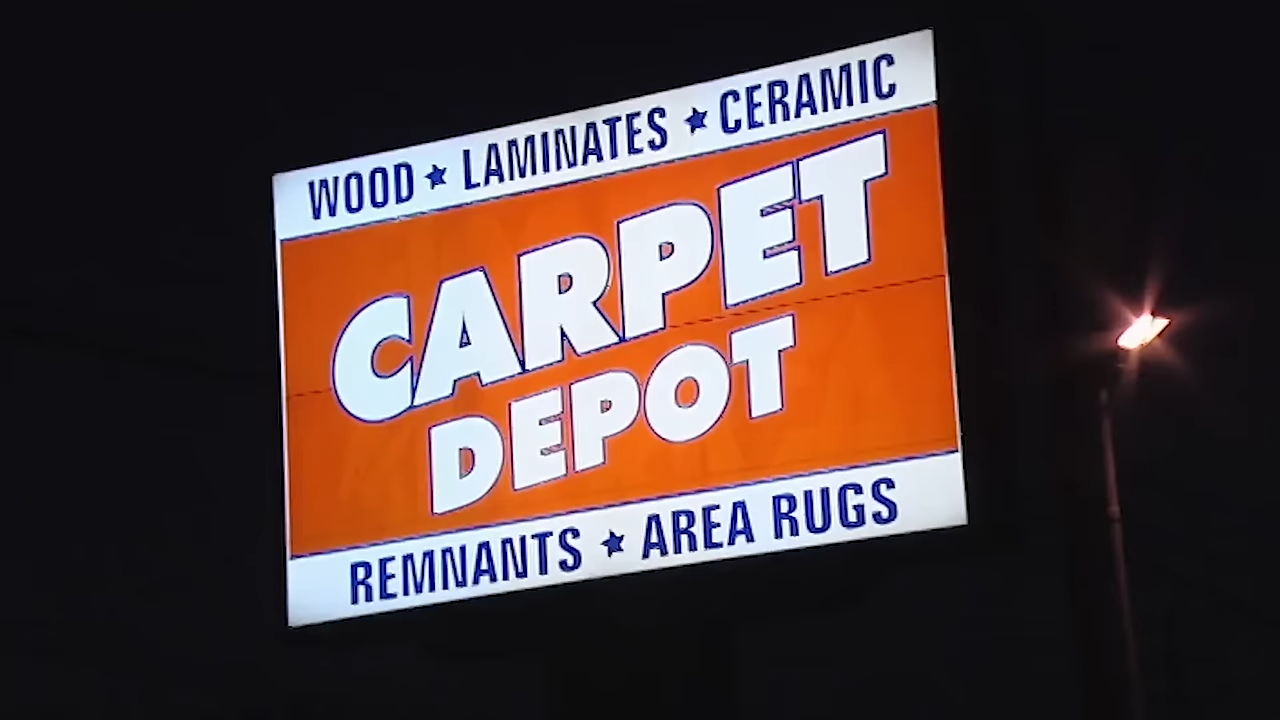 WOOD ★ LAMINATES ★ CERAMIC
CARPET
DEPOT
REMNANTS ★ AREA RUGS